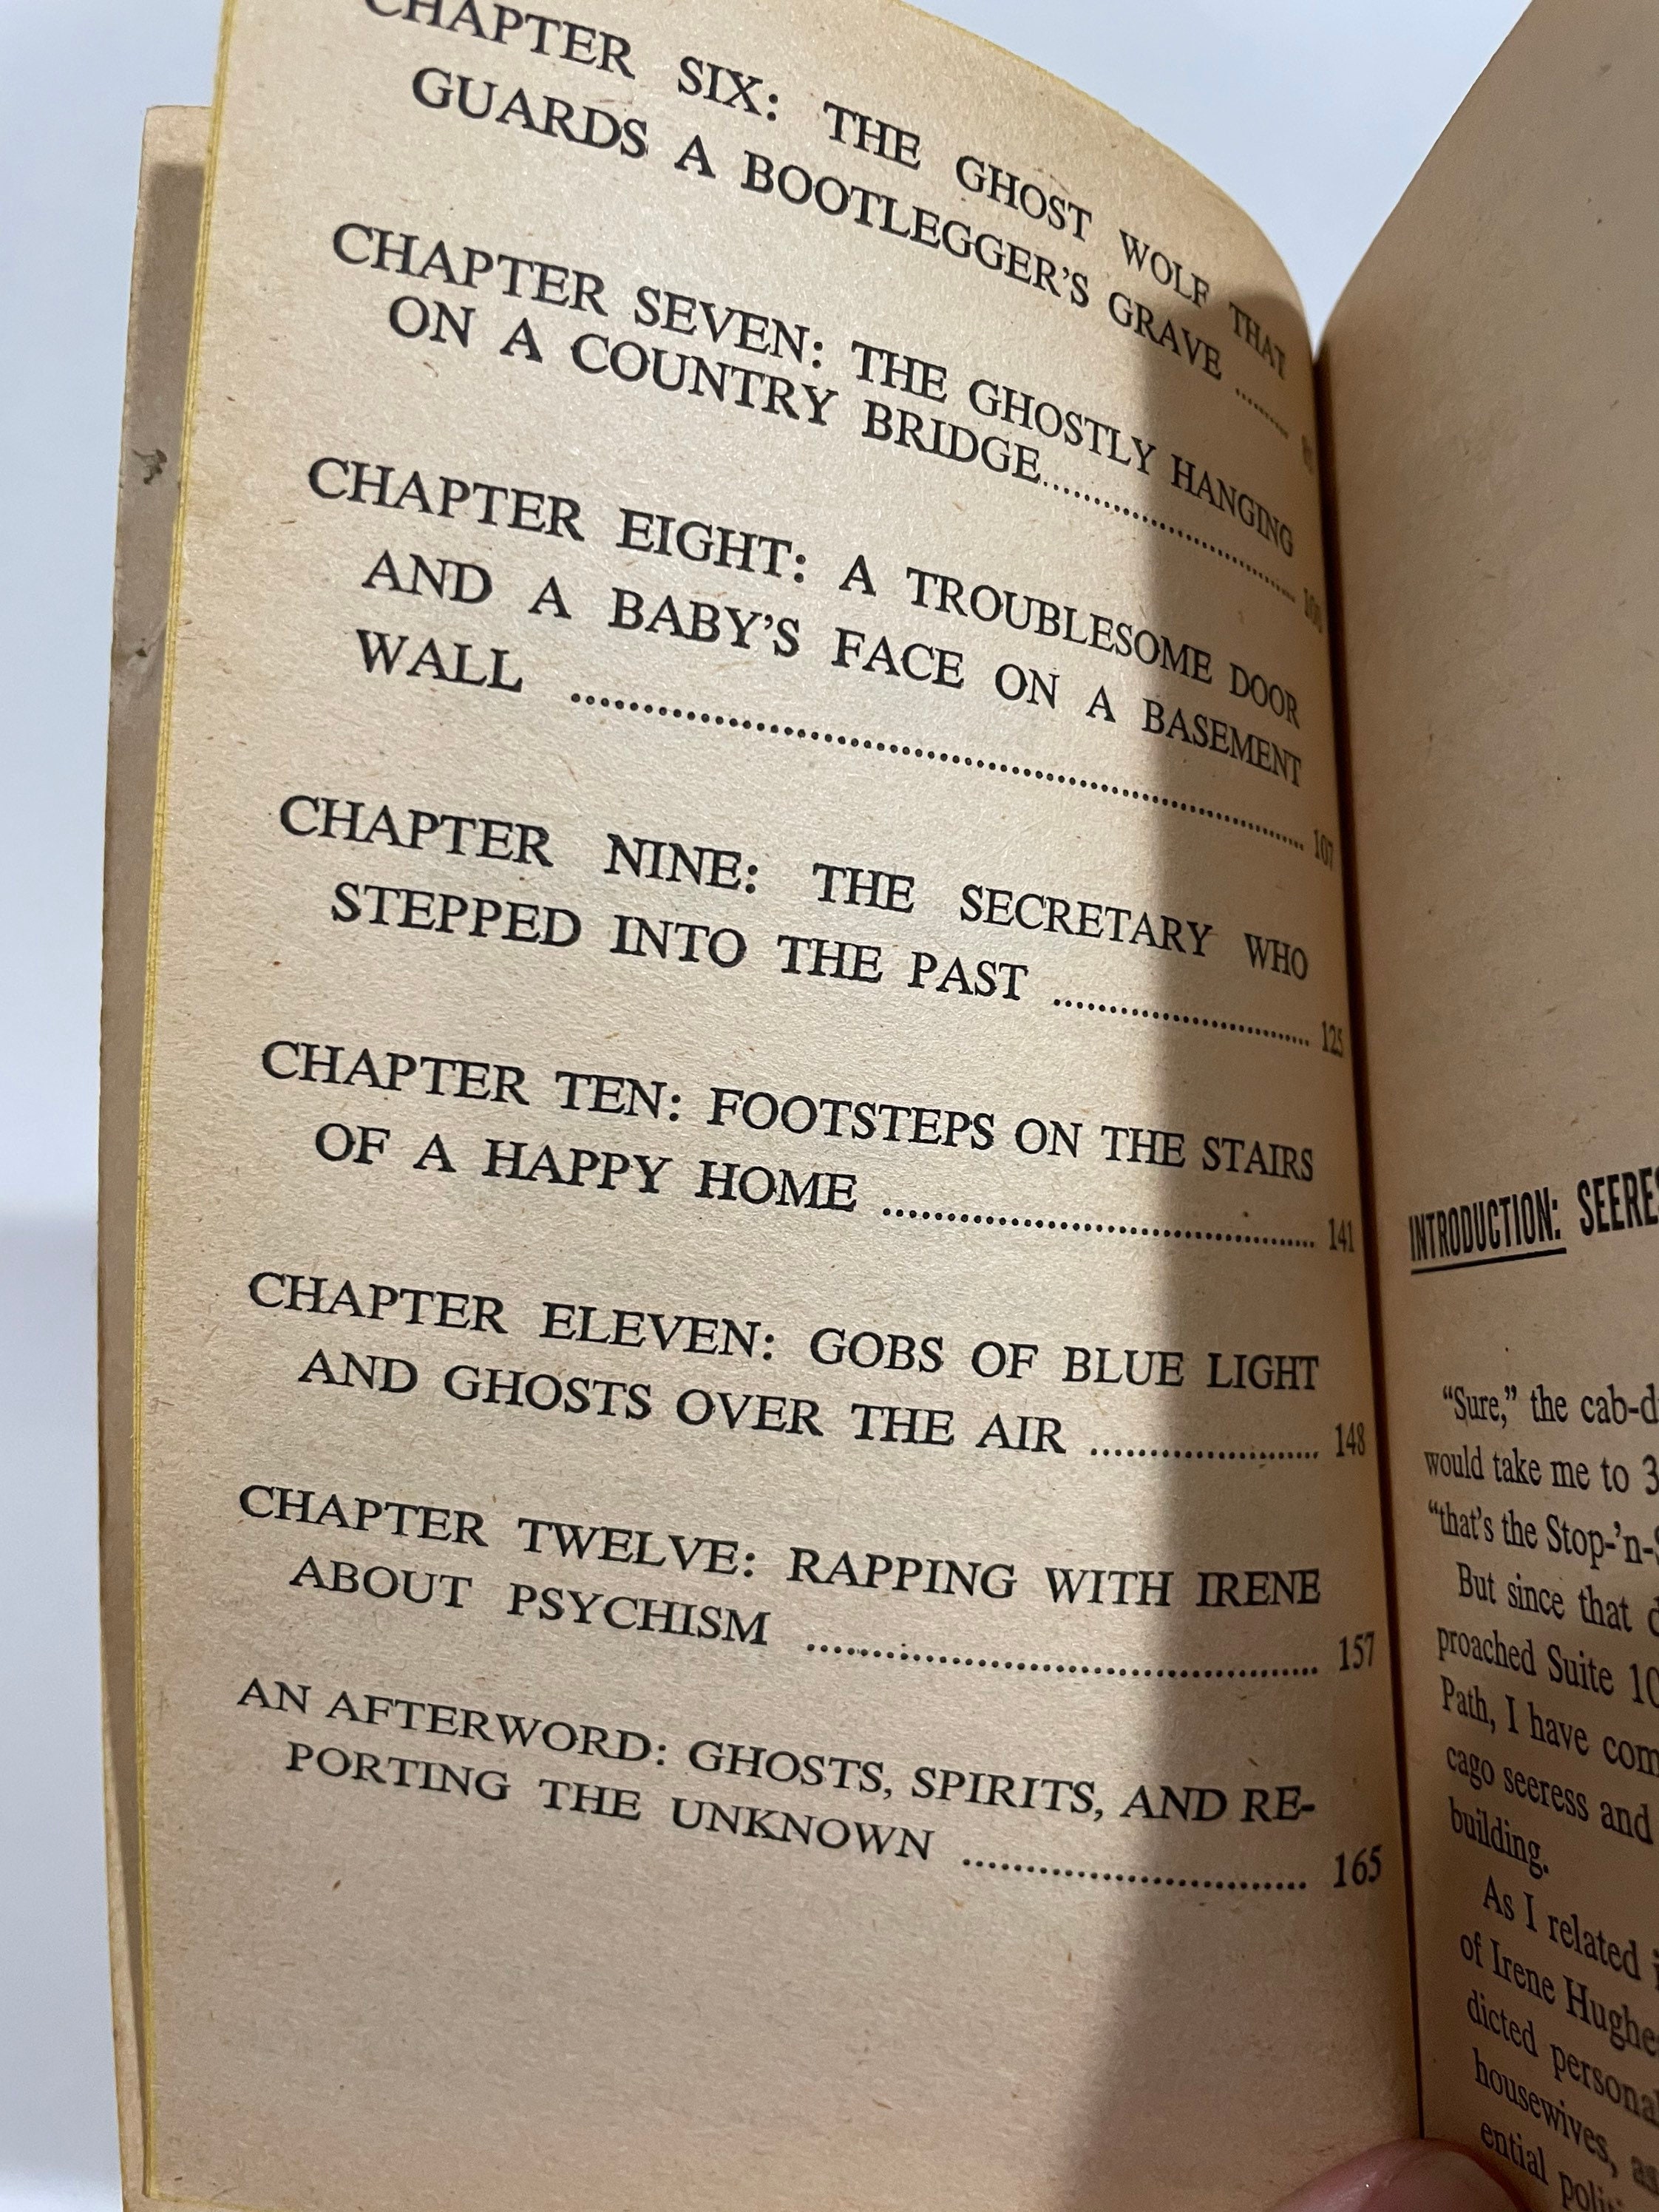 CHAPTER SIX: THE GHOST WOLF THAT
GUARDS A BOOTLEGGER'S GRAVE ........
CHAPTER SEVEN: THE GHOSTLY HANGING
ON A COUNTRY BRIDGE........................
CHAPTER EIGHT: A TROUBLESOME DOOR
AND A BABY'S FACE ON A BASEMENT
WALL ................................................................ 107
CHAPTER NINE: THE SECRETARY WHO
STEPPED INTO THE PAST ........................ 125
CHAPTER TEN: FOOTSTEPS ON THE STAIRS
OF A HAPPY HOME ........................................ 141
CHAPTER ELEVEN: GOBS OF BLUE LIGHT
AND GHOSTS OVER THE AIR .................... 148
CHAPTER TWELVE: RAPPING WITH IRENE
ABOUT PSYCHISM ............................................ 157
AN AFTERWORD: GHOSTS, SPIRITS, AND RE-
PORTING THE UNKNOWN ............................ 165
INTRODUCTION:
"Sure," the
would take me to
"that's the
But since that
proached Suite
Path, I have
cago seeress and
building.
As I related
of Irene
dicted
housewives,
ential